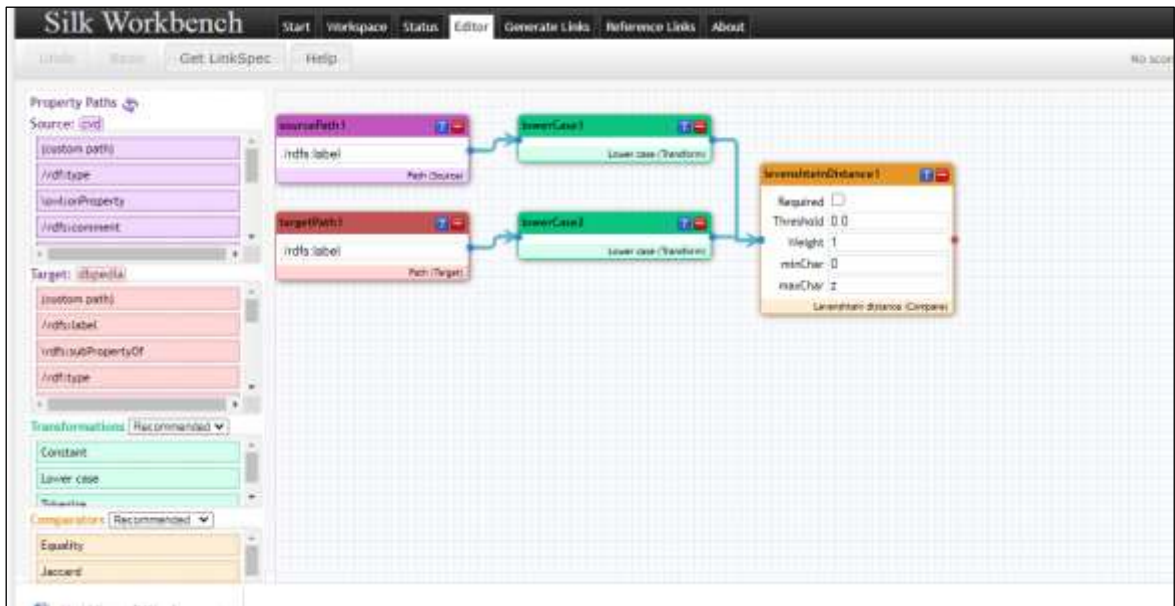 Silk Workbench
Start Workspace Status Editor Generate Links Reference Links About
Undo
Get LinkSpec Help
No scor
Property Paths
Source: cvd
(custom path)
/rdf:type
/rdfs:comment
Target: dbpedia
(custom path)
/rdfs:label
\rdfs:subPropertyOf
/rdf:type
Transformations Recommended
Constant
Lower case
Tokenize
Comparators Recommended
Equality
Jaccard
sourcePath1
/rdfs:label
Path (Source)
targetPath1
/rdfs:label
Path (Target)
lowerCase1
Lower case (Transform)
lowerCase2
Lower case (Transform)
levenshteinDistance1
Required
Threshold 0.0
Weight 1
minChar 0
maxChar z
Levenshtein distance (Compare)